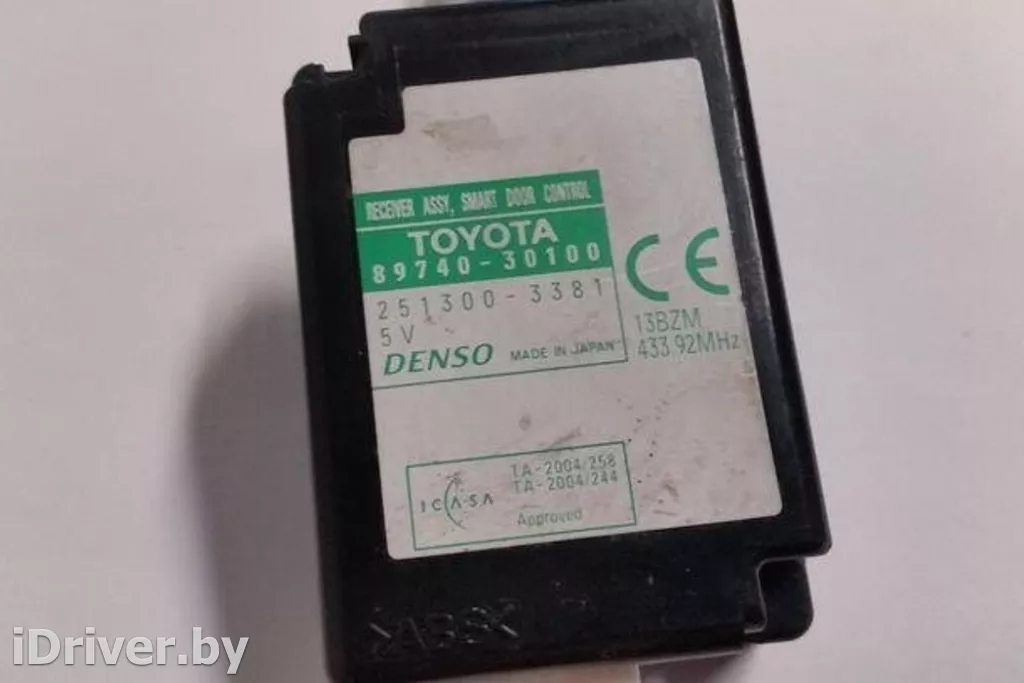 RECEIVER ASSY, SMART DOOR CONTROL
TOYOTA
89740-30100
251300-3381
5V
DENSO MADE IN JAPAN
CE
13BZM
433.92MHz
ICASA
TA-2004/258
TA-2004/244
Approved
>ABS<
iDriver.by